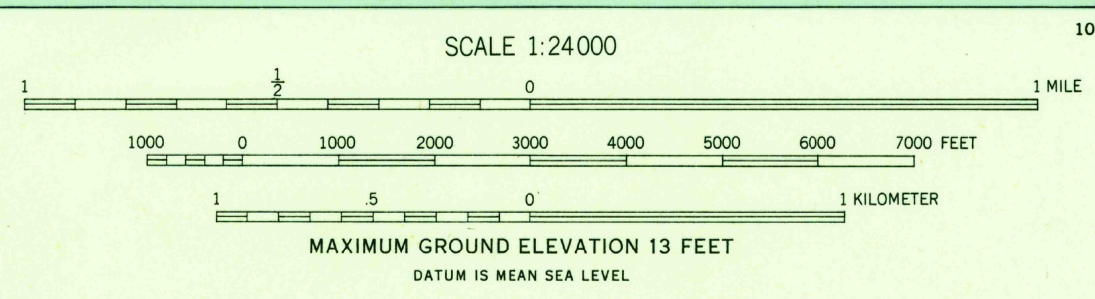 10
SCALE 1:24000
1 1/2 0 1 MILE
1000 0 1000 2000 3000 4000 5000 6000 7000 FEET
1 .5 0 1 KILOMETER
MAXIMUM GROUND ELEVATION 13 FEET
DATUM IS MEAN SEA LEVEL